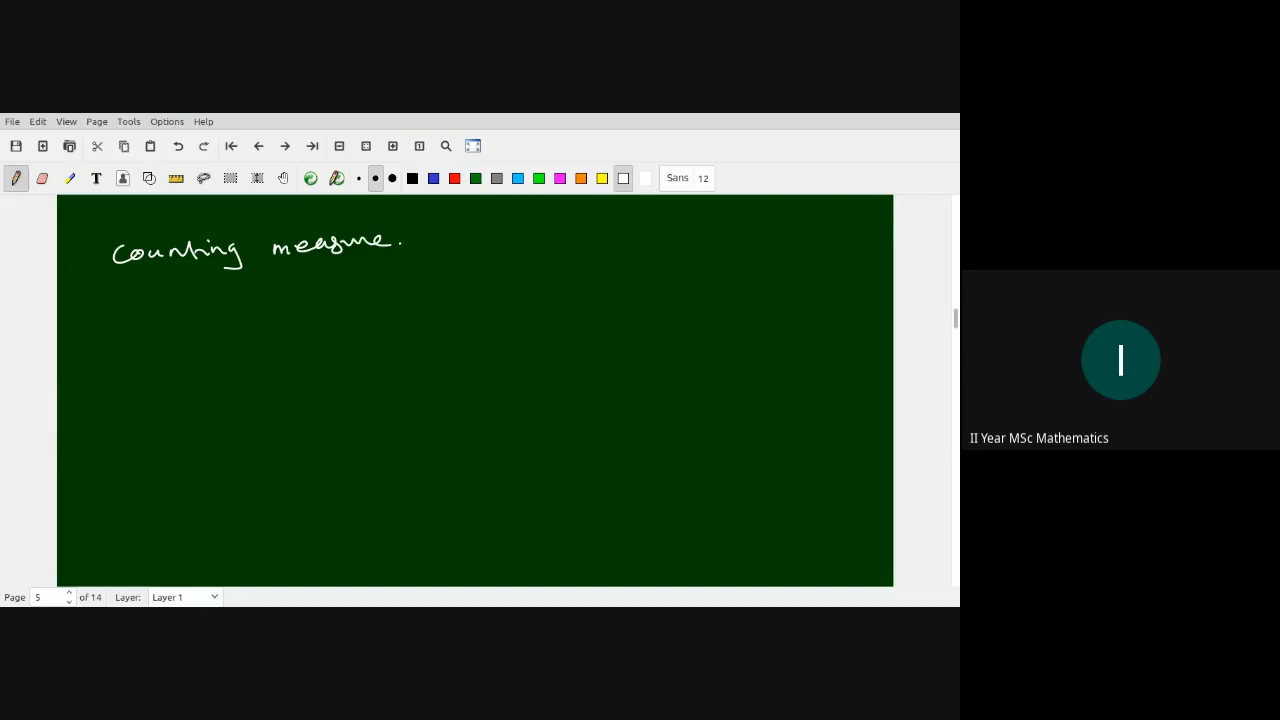 File Edit View Page Tools Options Help
Sans 12
Counting measure.
I
II Year MSc Mathematics
Page 5 of 14 Layer: Layer 1